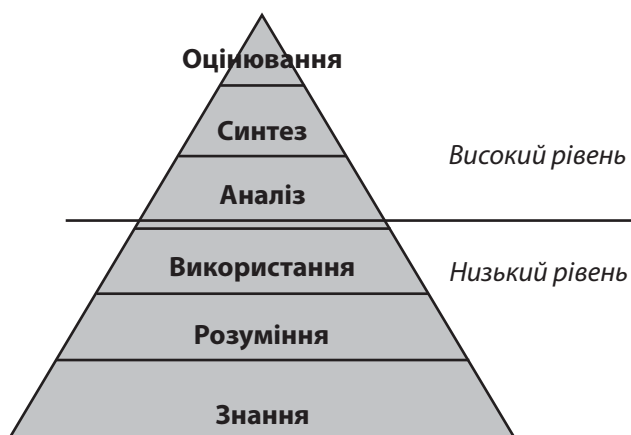 Оцінювання
Синтез
Високий рівень
Аналіз
Використання
Низький рівень
Розуміння
Знання